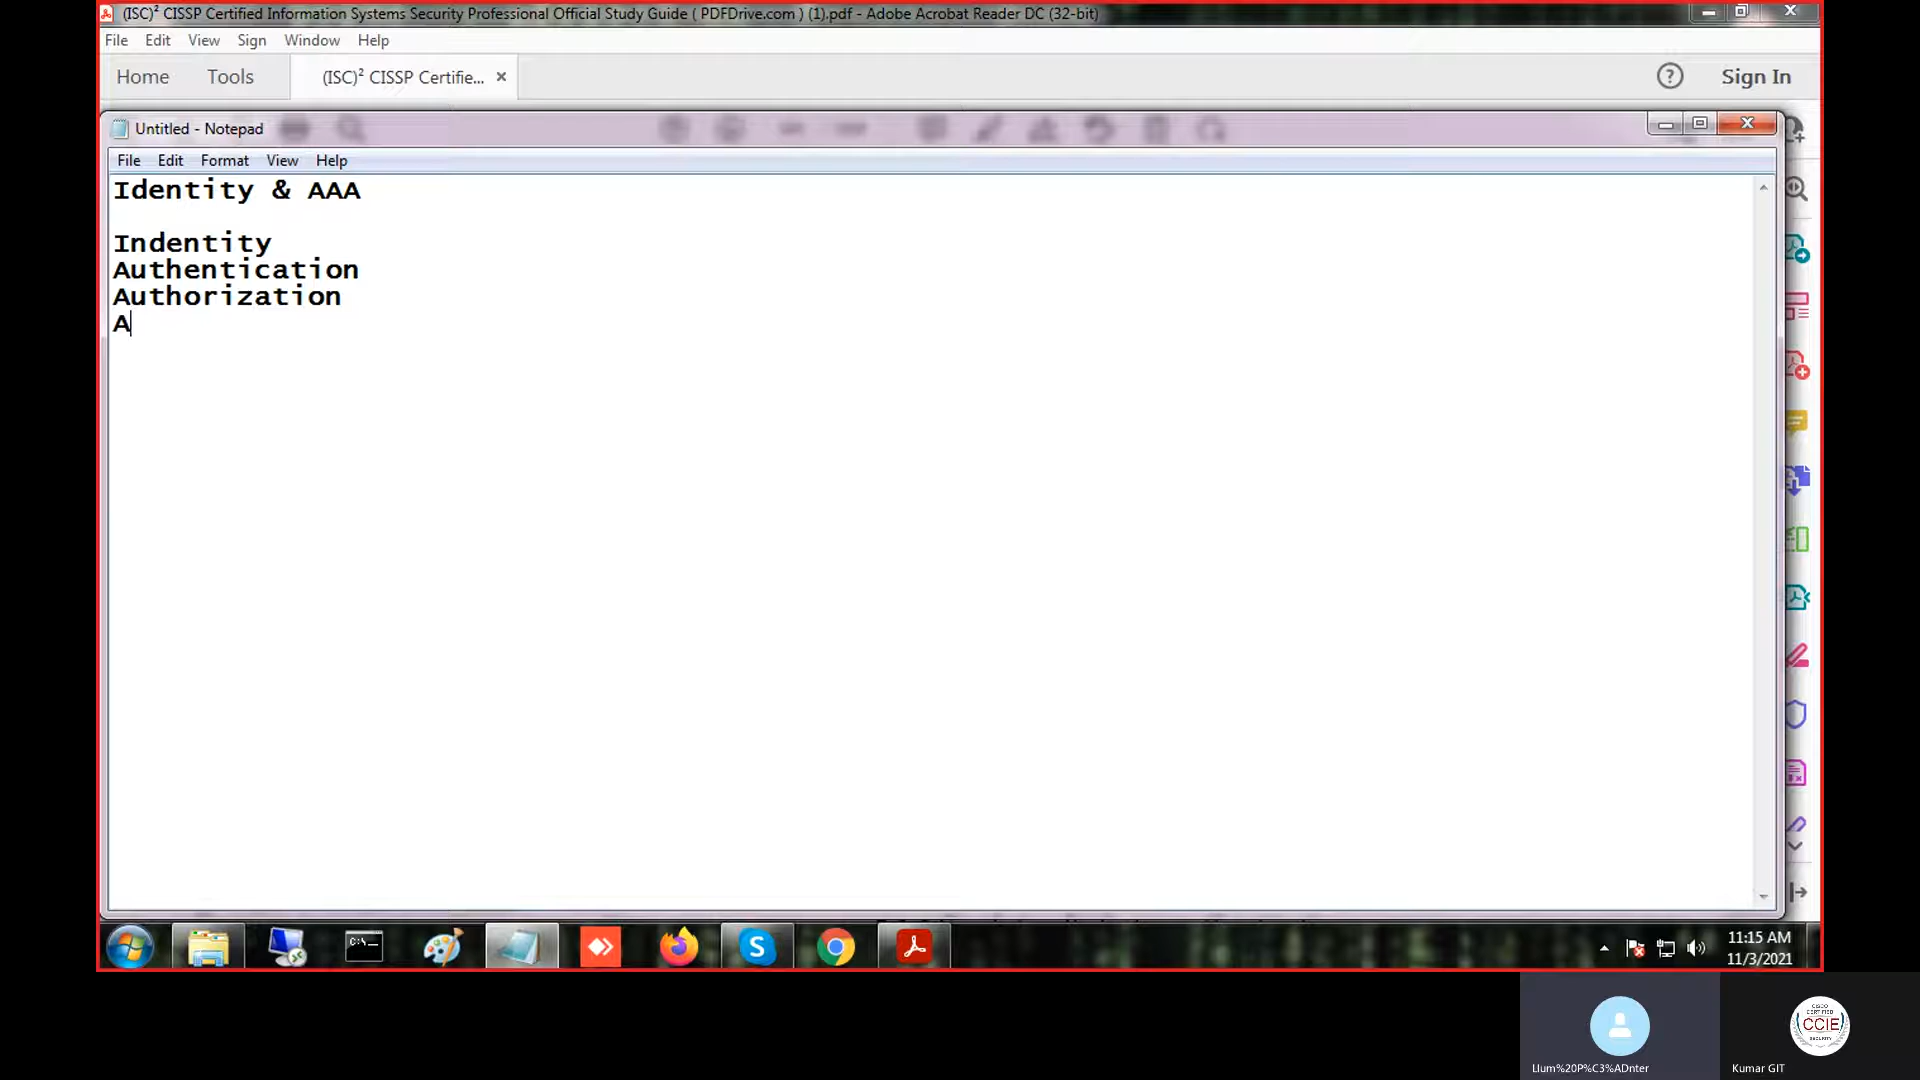 (ISC)² CISSP Certified Information Systems Security Professional Official Study Guide ( PDFDrive.com ) (1).pdf - Adobe Acrobat Reader DC (32-bit)
File Edit View Sign Window Help
Home Tools (ISC)² CISSP Certifie... × Sign In
Untitled - Notepad
File Edit Format View Help
Identity & AAA
Indentity
Authentication
Authorization
A
C:\
S
11:15 AM
11/3/2021
CISCO
CERTIFIED
CCIE
SECURITY
Llum%20P%C3%ADnter
Kumar GIT